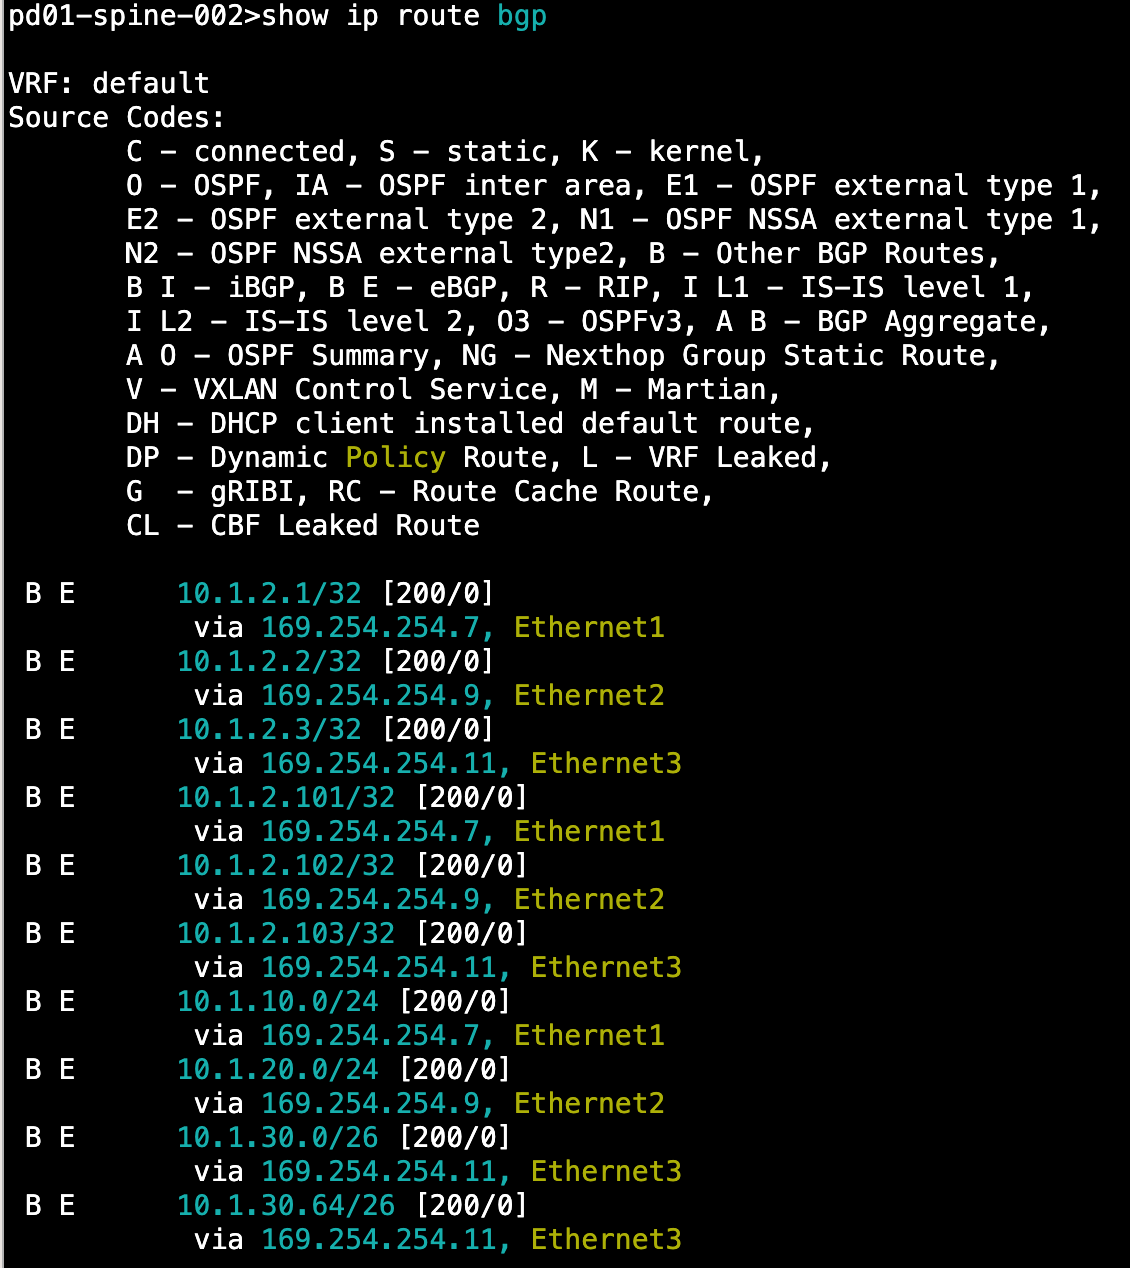 pd01-spine-002>show ip route bgp
VRF: default
Source Codes:
C - connected, S - static, K - kernel,
O - OSPF, IA - OSPF inter area, E1 - OSPF external type 1,
E2 - OSPF external type 2, N1 - OSPF NSSA external type 1,
N2 - OSPF NSSA external type2, B - Other BGP Routes,
B I - iBGP, B E - eBGP, R - RIP, I L1 - IS-IS level 1,
I L2 - IS-IS level 2, O3 - OSPFv3, A B - BGP Aggregate,
A O - OSPF Summary, NG - Nexthop Group Static Route,
V - VXLAN Control Service, M - Martian,
DH - DHCP client installed default route,
DP - Dynamic Policy Route, L - VRF Leaked,
G  - gRIBI, RC - Route Cache Route,
CL - CBF Leaked Route
B E      10.1.2.1/32 [200/0]
via 169.254.254.7, Ethernet1
B E      10.1.2.2/32 [200/0]
via 169.254.254.9, Ethernet2
B E      10.1.2.3/32 [200/0]
via 169.254.254.11, Ethernet3
B E      10.1.2.101/32 [200/0]
via 169.254.254.7, Ethernet1
B E      10.1.2.102/32 [200/0]
via 169.254.254.9, Ethernet2
B E      10.1.2.103/32 [200/0]
via 169.254.254.11, Ethernet3
B E      10.1.10.0/24 [200/0]
via 169.254.254.7, Ethernet1
B E      10.1.20.0/24 [200/0]
via 169.254.254.9, Ethernet2
B E      10.1.30.0/26 [200/0]
via 169.254.254.11, Ethernet3
B E      10.1.30.64/26 [200/0]
via 169.254.254.11, Ethernet3